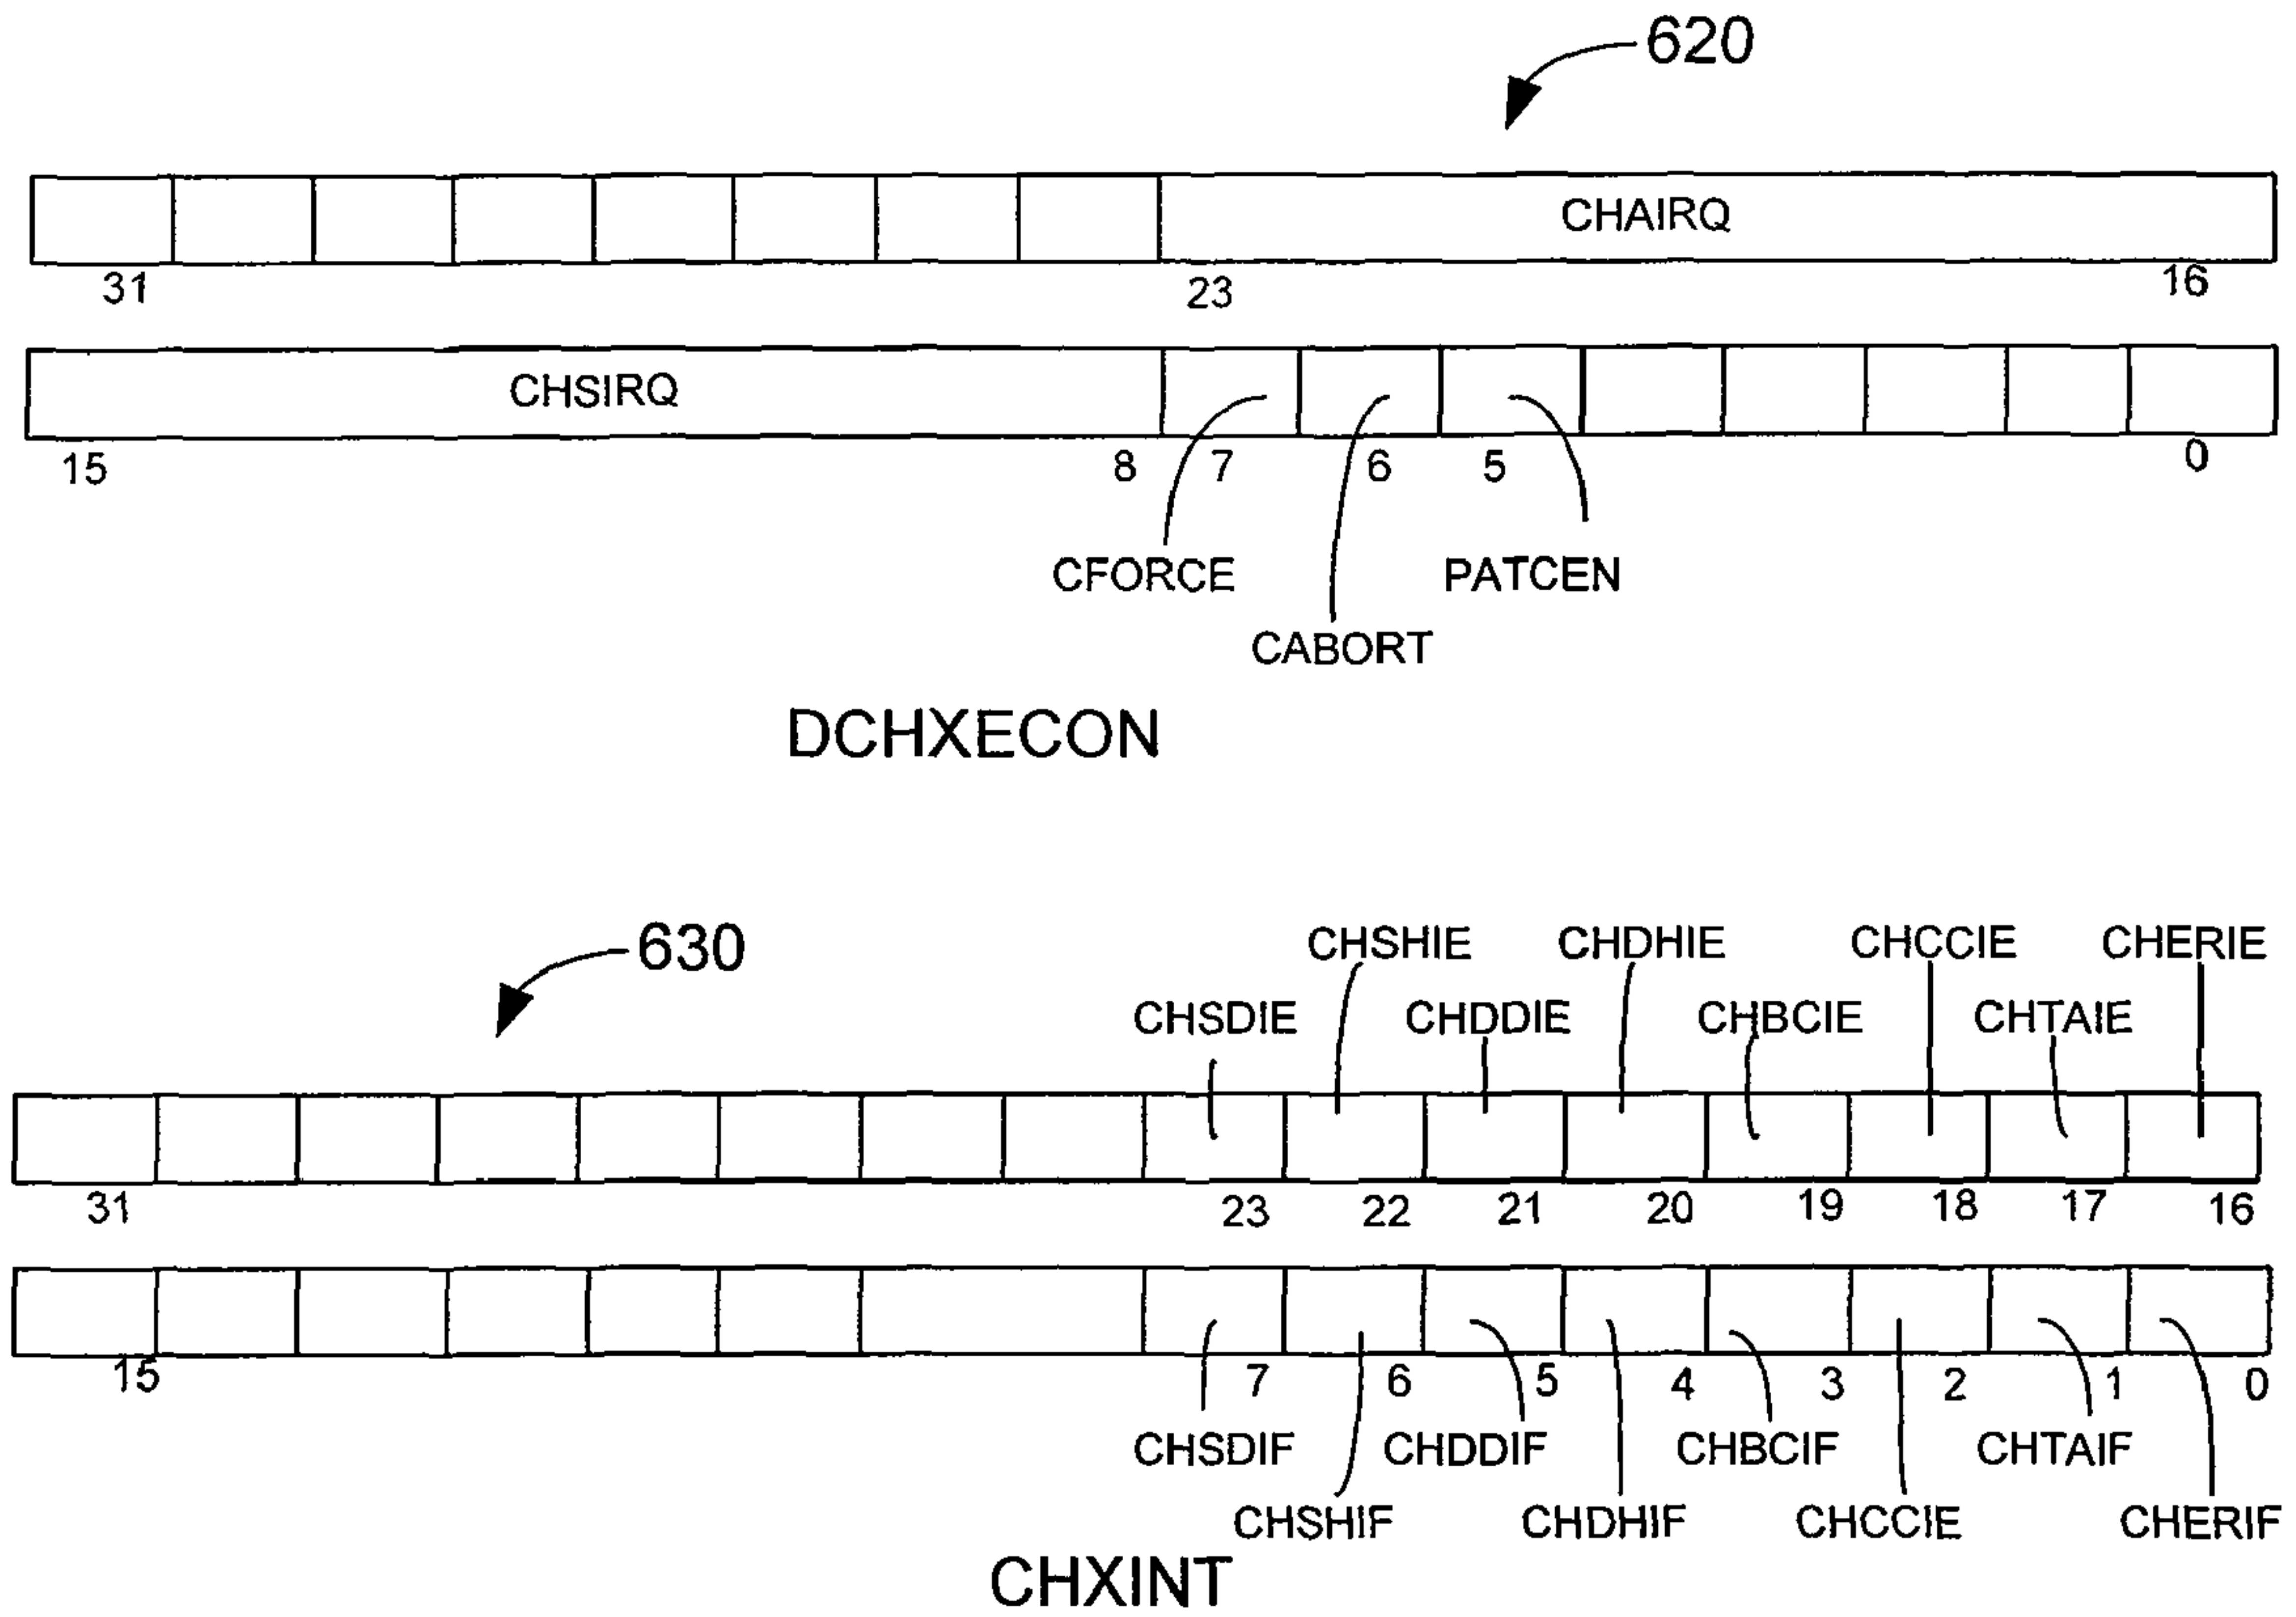 620
CHAIRQ
31 23 16
CHSIRQ
15 8 7 6 5 0
CFORCE PATCEN
CABORT
DCHXECON
630
CHSHIE CHDHIE CHCCIE CHERIE
CHSDIE CHDDIE CHBCIE CHTAIE
31 23 22 21 20 19 18 17 16
15 7 6 5 4 3 2 1 0
CHSDIF CHDDIF CHBCIF CHTAIF
CHSHIF CHDHIF CHCCIE CHERIF
CHXINT